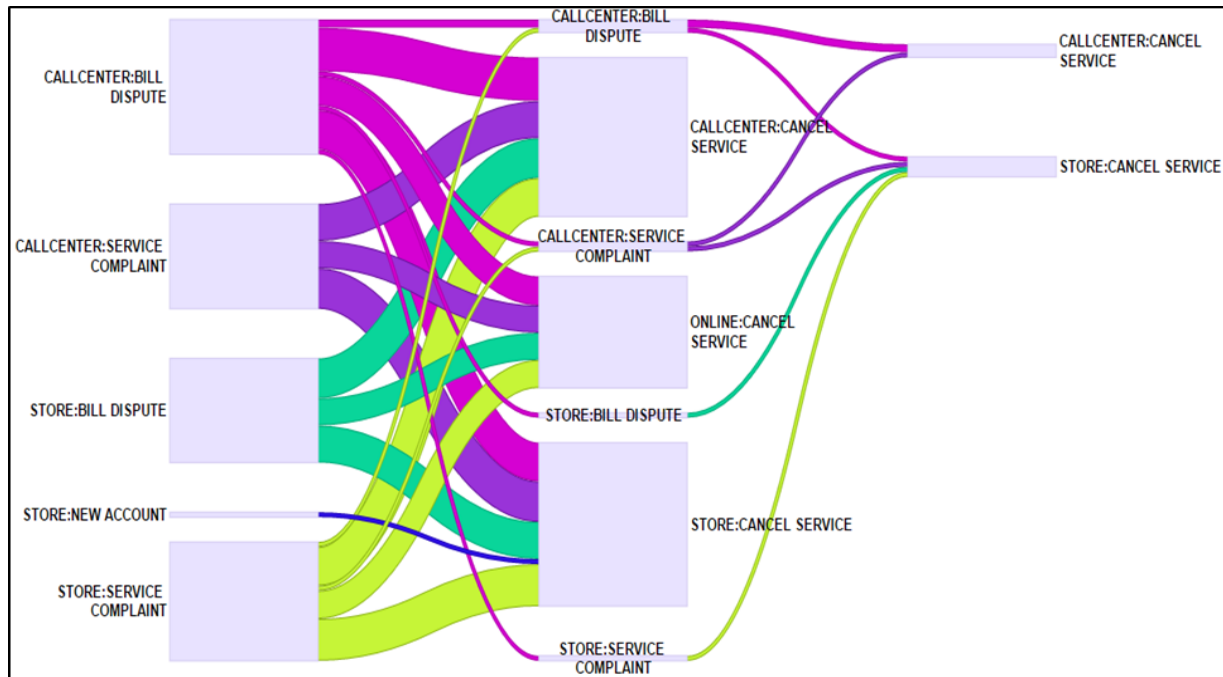 CALLCENTER:BILL
DISPUTE
CALLCENTER:SERVICE
COMPLAINT
STORE:BILL DISPUTE
STORE:NEW ACCOUNT
STORE:SERVICE
COMPLAINT
CALLCENTER:BILL
DISPUTE
CALLCENTER:CANCEL
SERVICE
CALLCENTER:SERVICE
COMPLAINT
ONLINE:CANCEL
SERVICE
STORE:BILL DISPUTE
STORE:CANCEL SERVICE
STORE:SERVICE
COMPLAINT
CALLCENTER:CANCEL
SERVICE
STORE:CANCEL SERVICE